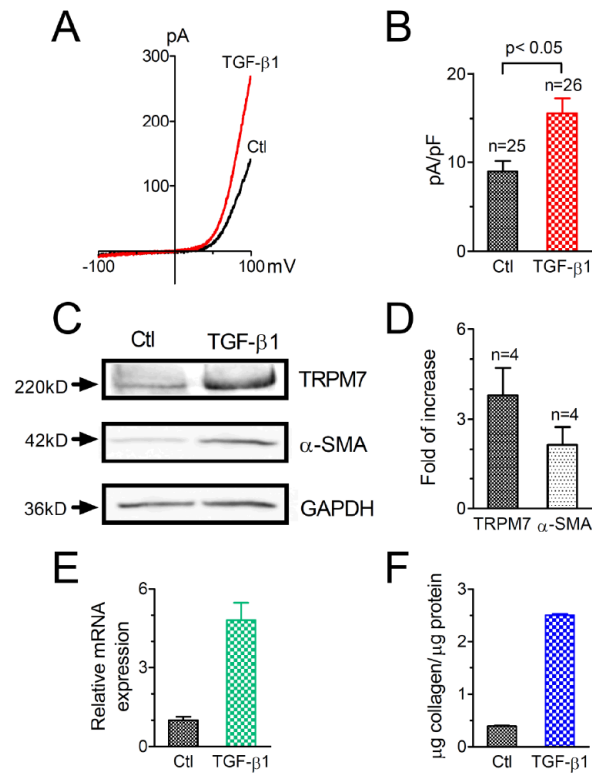 A
pA
300
200
100
TGF-β1
Ctl
-100
100 mV
B
p< 0.05
n=26
n=25
20
10
0
pA/pF
Ctl
TGF-β1
C
Ctl
TGF-β1
220kD
TRPM7
42kD
α-SMA
36kD
GAPDH
D
6
3
0
Fold of increase
n=4
n=4
TRPM7
α-SMA
E
6
3
0
Relative mRNA
expression
Ctl
TGF-β1
F
3
2
1
0
μg collagen/μg protein
Ctl
TGF-β1